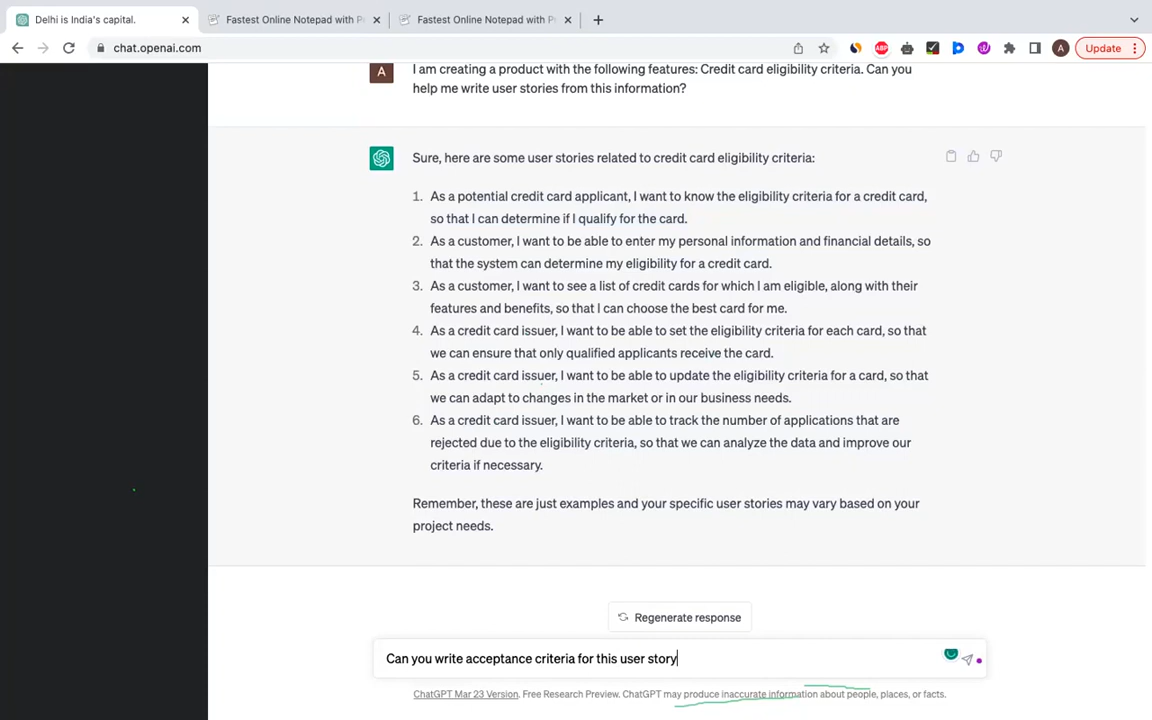 Delhi is India's capital.
Fastest Online Notepad with P
Fastest Online Notepad with P
chat.openai.com
ABP
A
Update
A
I am creating a product with the following features: Credit card eligibility criteria. Can you
help me write user stories from this information?
Sure, here are some user stories related to credit card eligibility criteria:
1. As a potential credit card applicant, I want to know the eligibility criteria for a credit card,
so that I can determine if I qualify for the card.
2. As a customer, I want to be able to enter my personal information and financial details, so
that the system can determine my eligibility for a credit card.
3. As a customer, I want to see a list of credit cards for which I am eligible, along with their
features and benefits, so that I can choose the best card for me.
4. As a credit card issuer, I want to be able to set the eligibility criteria for each card, so that
we can ensure that only qualified applicants receive the card.
5. As a credit card issuer, I want to be able to update the eligibility criteria for a card, so that
we can adapt to changes in the market or in our business needs.
6. As a credit card issuer, I want to be able to track the number of applications that are
rejected due to the eligibility criteria, so that we can analyze the data and improve our
criteria if necessary.
Remember, these are just examples and your specific user stories may vary based on your
project needs.
Regenerate response
Can you write acceptance criteria for this user story
ChatGPT Mar 23 Version. Free Research Preview. ChatGPT may produce inaccurate information about people, places, or facts.